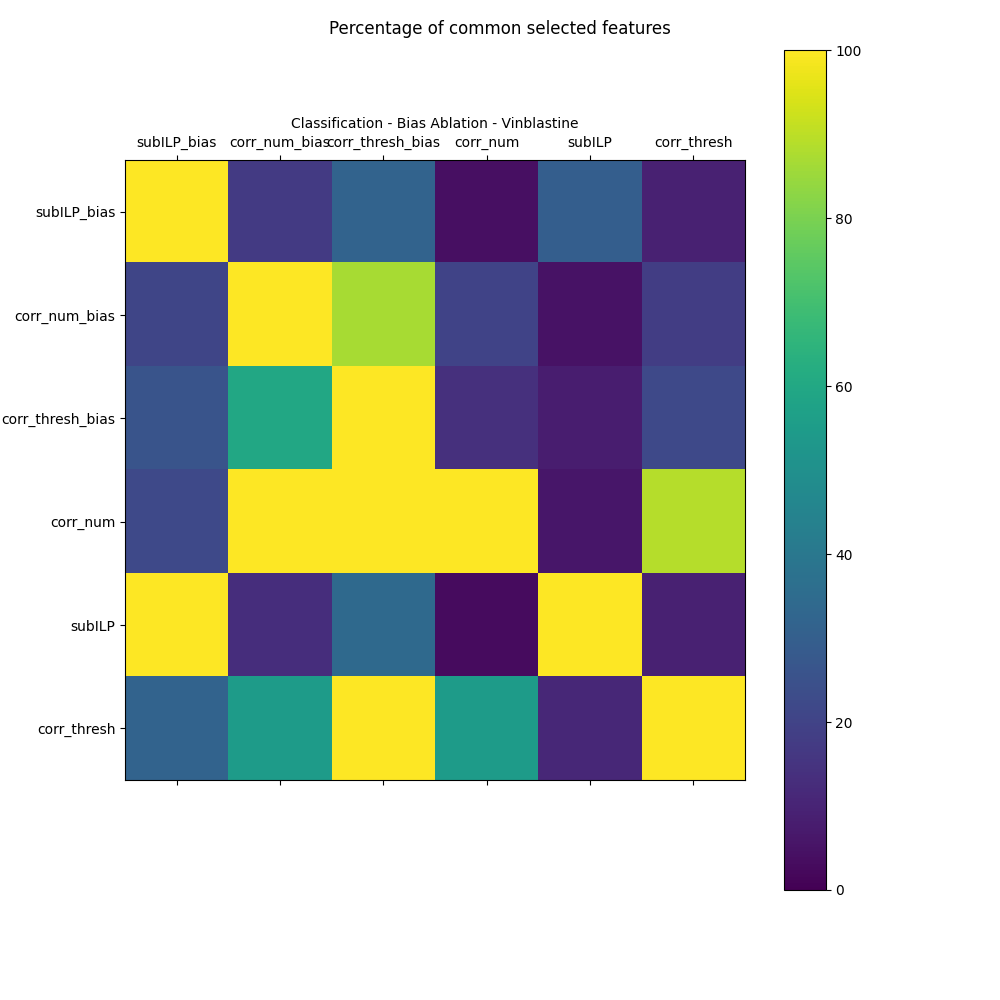 Percentage of common selected features
Classification - Bias Ablation - Vinblastine
subILP_bias corr_num_bias corr_thresh_bias corr_num subILP corr_thresh
subILP_bias
corr_num_bias
corr_thresh_bias
corr_num
subILP
corr_thresh
100
80
60
40
20
0